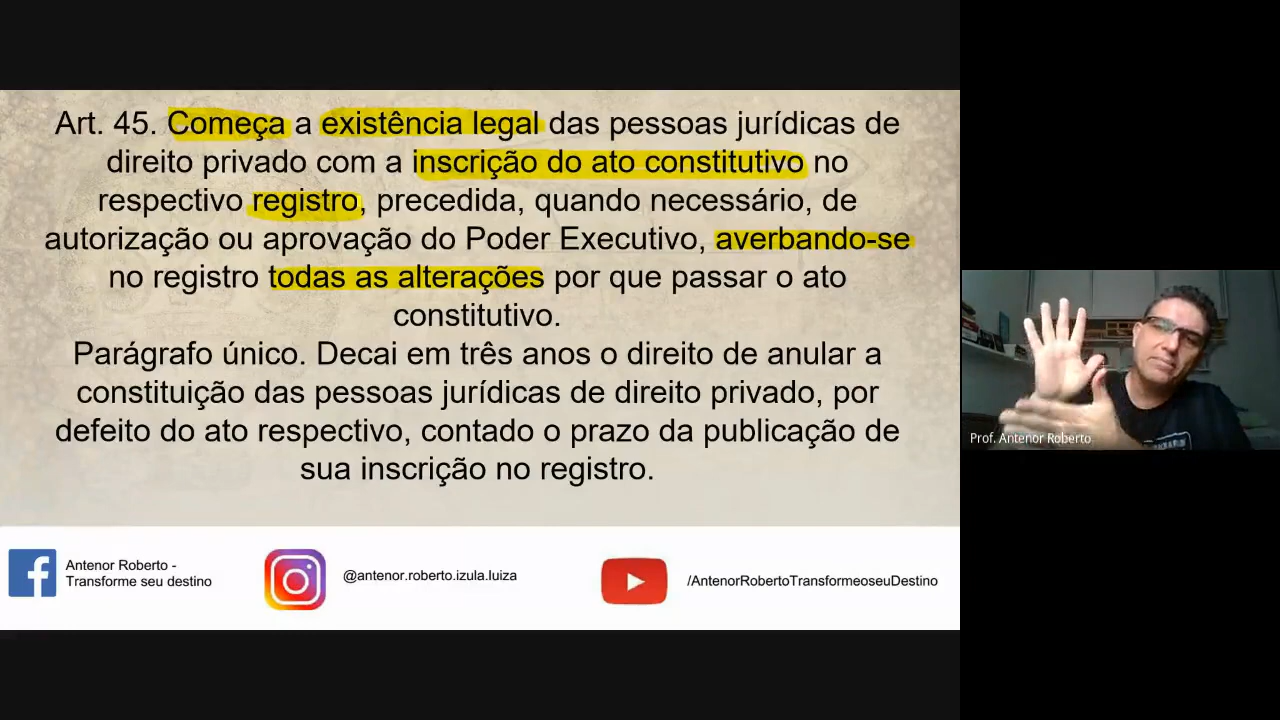 Art. 45. Começa a existência legal das pessoas jurídicas de
direito privado com a inscrição do ato constitutivo no
respectivo registro, precedida, quando necessário, de
autorização ou aprovação do Poder Executivo, averbando-se
no registro todas as alterações por que passar o ato
constitutivo.
Parágrafo único. Decai em três anos o direito de anular a
constituição das pessoas jurídicas de direito privado, por
defeito do ato respectivo, contado o prazo da publicação de
sua inscrição no registro.
Antenor Roberto -
Transforme seu destino
@antenor.roberto.izula.luiza
/AntenorRobertoTransformeoseuDestino
Prof. Antenor Roberto